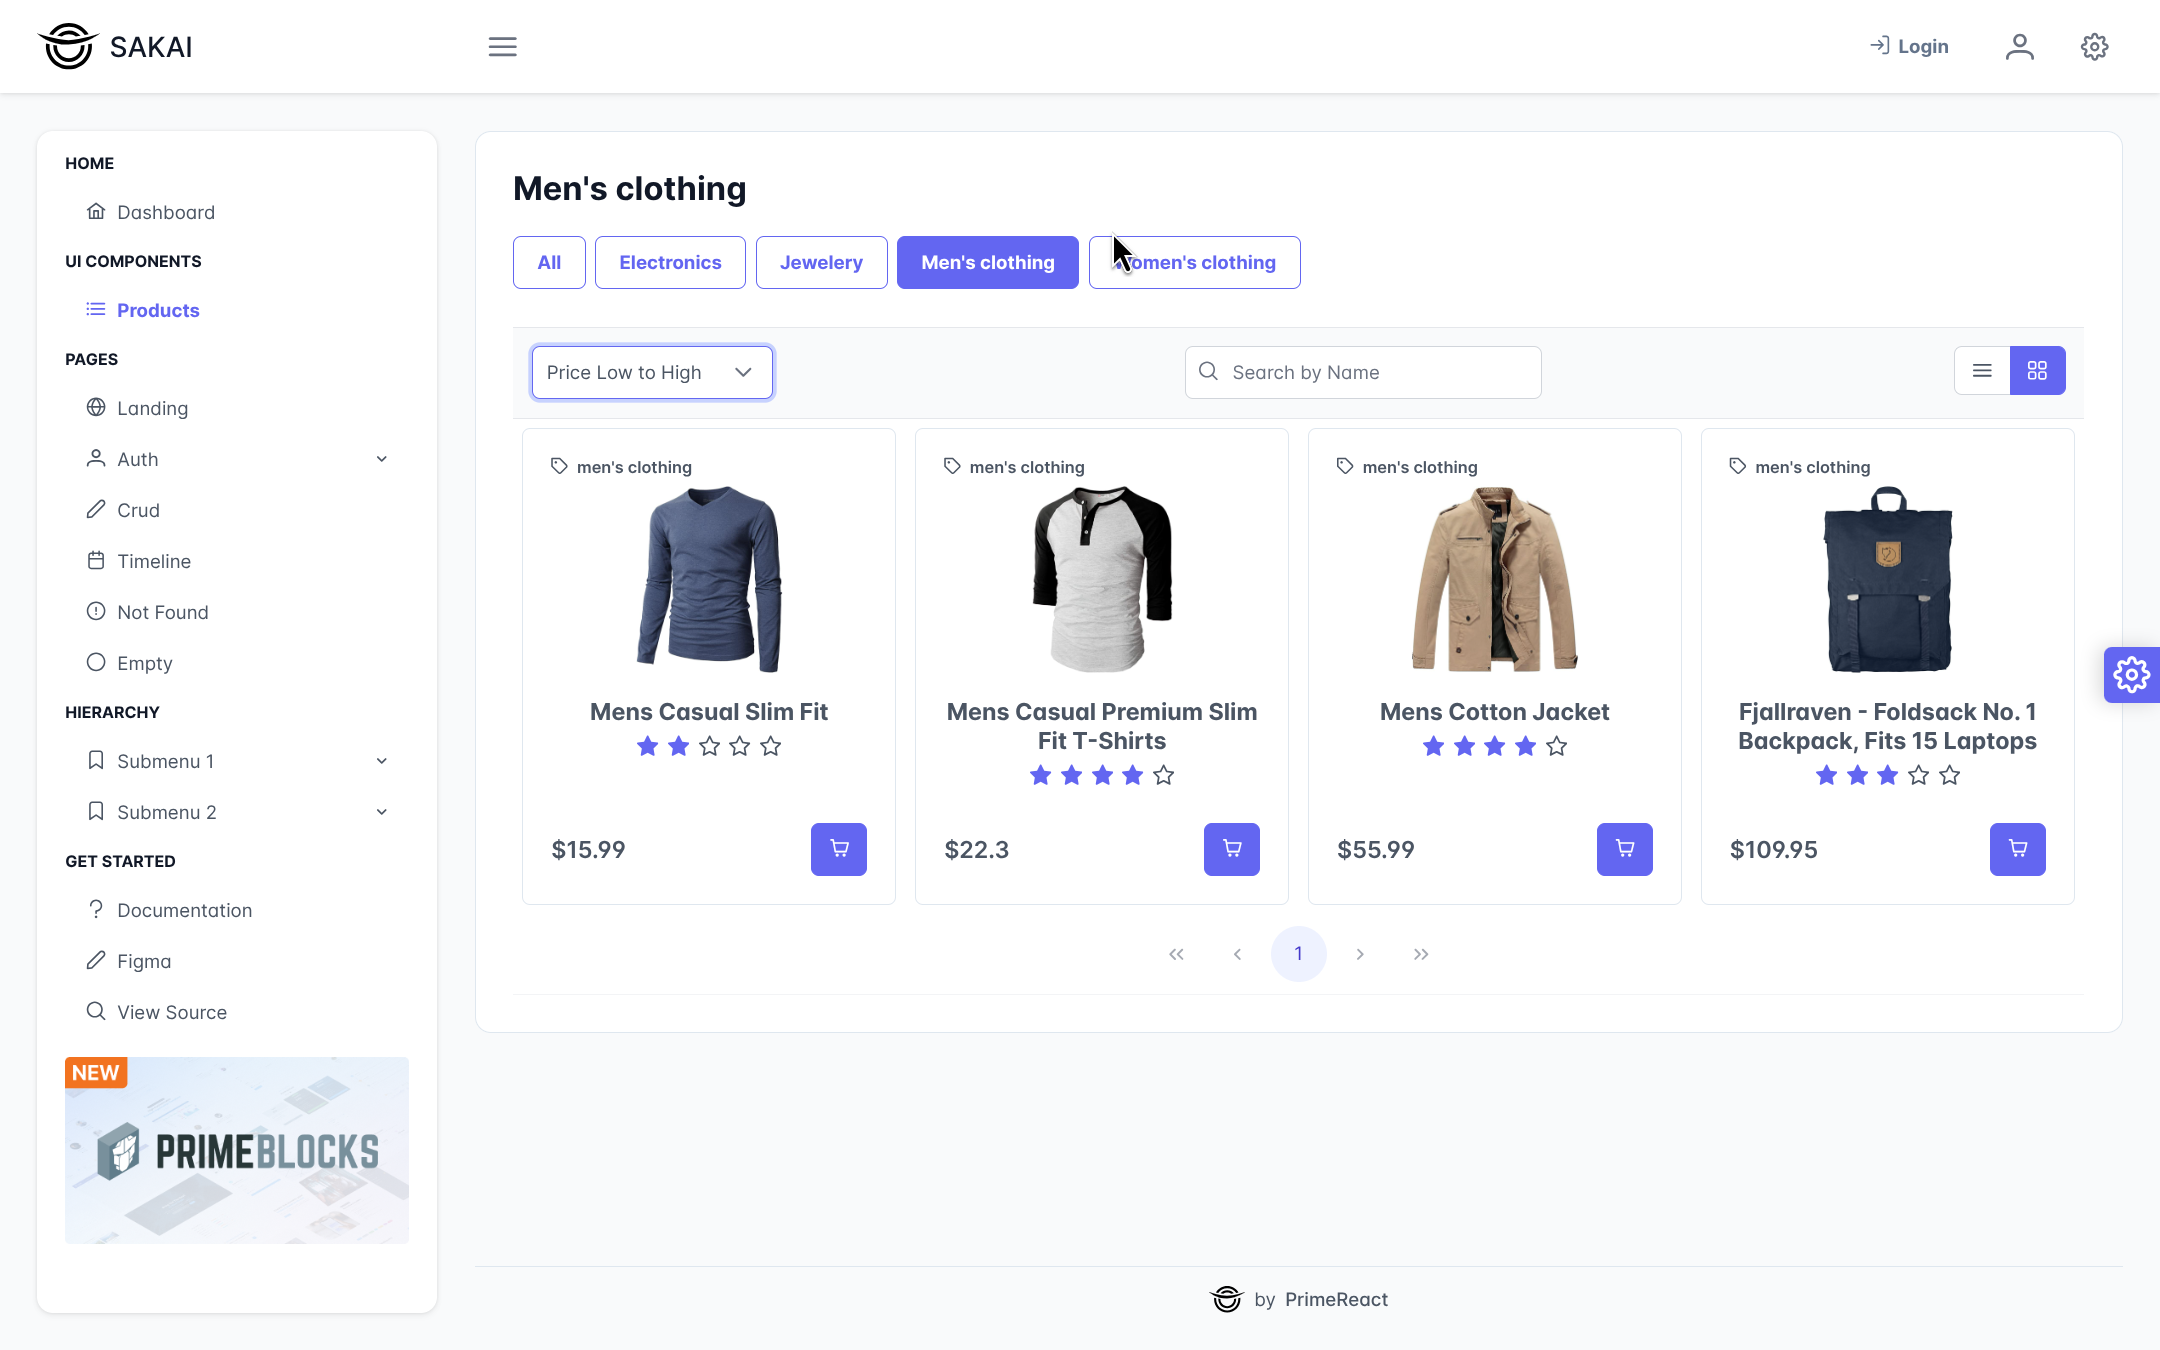 SAKAI
Login
HOME
Dashboard
UI COMPONENTS
Products
PAGES
Landing
Auth
Crud
Timeline
Not Found
Empty
HIERARCHY
Submenu 1
Submenu 2
GET STARTED
Documentation
Figma
View Source
NEW
PRIMEBLOCKS
Men's clothing
All
Electronics
Jewelery
Men's clothing
omen's clothing
Price Low to High
Search by Name
men's clothing
Mens Casual Slim Fit
$15.99
men's clothing
Mens Casual Premium Slim
Fit T-Shirts
$22.3
men's clothing
Mens Cotton Jacket
$55.99
men's clothing
Fjallraven - Foldsack No. 1
Backpack, Fits 15 Laptops
$109.95
1
by PrimeReact